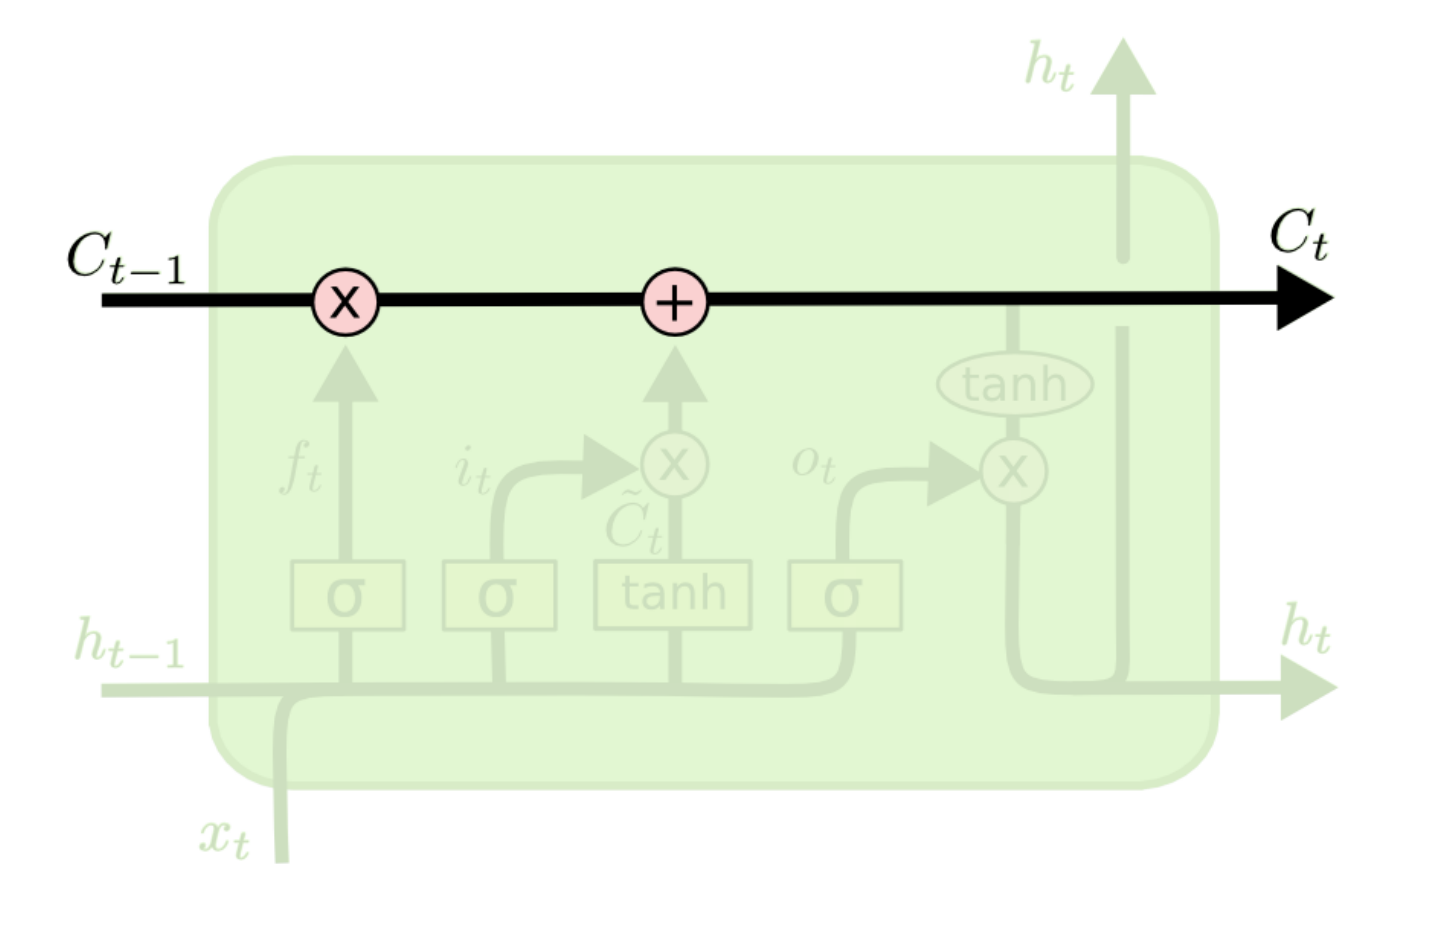 h_t
C_{t-1} C_t
x +
tanh
f_t i_t x o_t x
C̃_t
σ σ tanh σ
h_{t-1} h_t
x_t